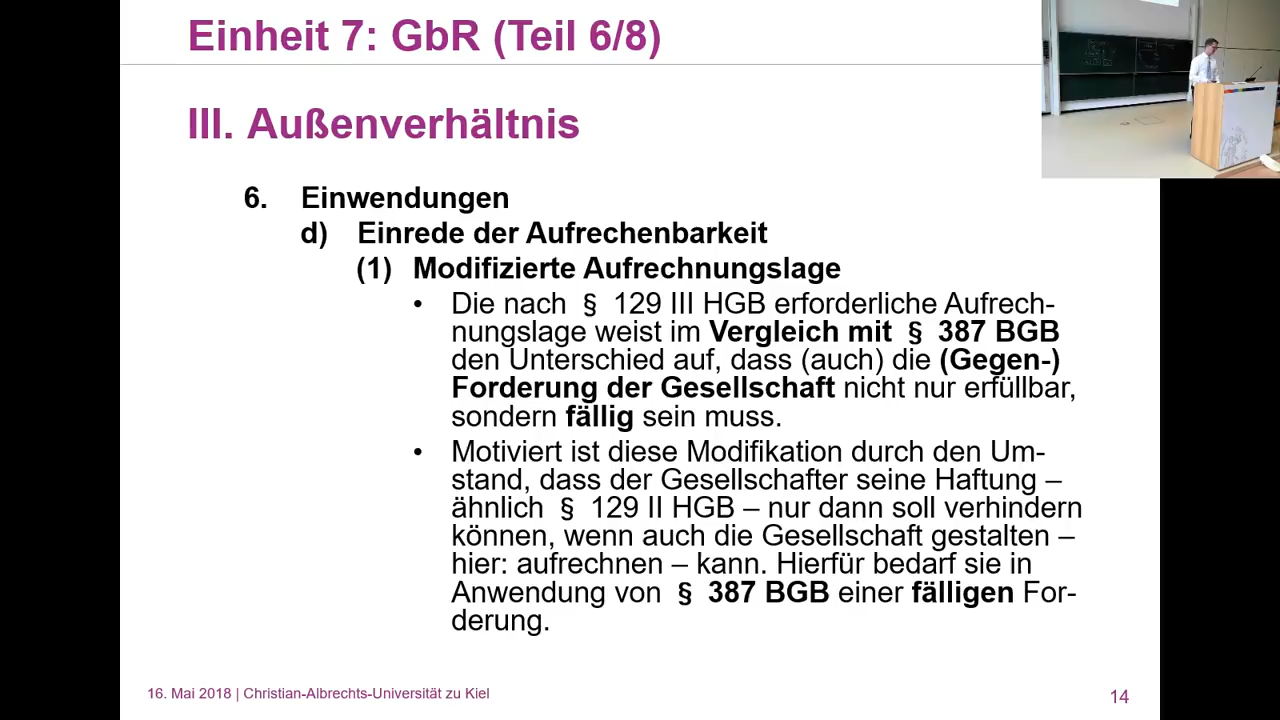 Einheit 7: GbR (Teil 6/8)
III. Außenverhältnis
6. Einwendungen
d) Einrede der Aufrechenbarkeit
(1) Modifizierte Aufrechnungslage
• Die nach § 129 III HGB erforderliche Aufrech-
nungslage weist im Vergleich mit § 387 BGB
den Unterschied auf, dass (auch) die (Gegen-)
Forderung der Gesellschaft nicht nur erfüllbar,
sondern fällig sein muss.
• Motiviert ist diese Modifikation durch den Um-
stand, dass der Gesellschafter seine Haftung –
ähnlich § 129 II HGB – nur dann soll verhindern
können, wenn auch die Gesellschaft gestalten –
hier: aufrechnen – kann. Hierfür bedarf sie in
Anwendung von § 387 BGB einer fälligen For-
derung.
16. Mai 2018 | Christian-Albrechts-Universität zu Kiel
14